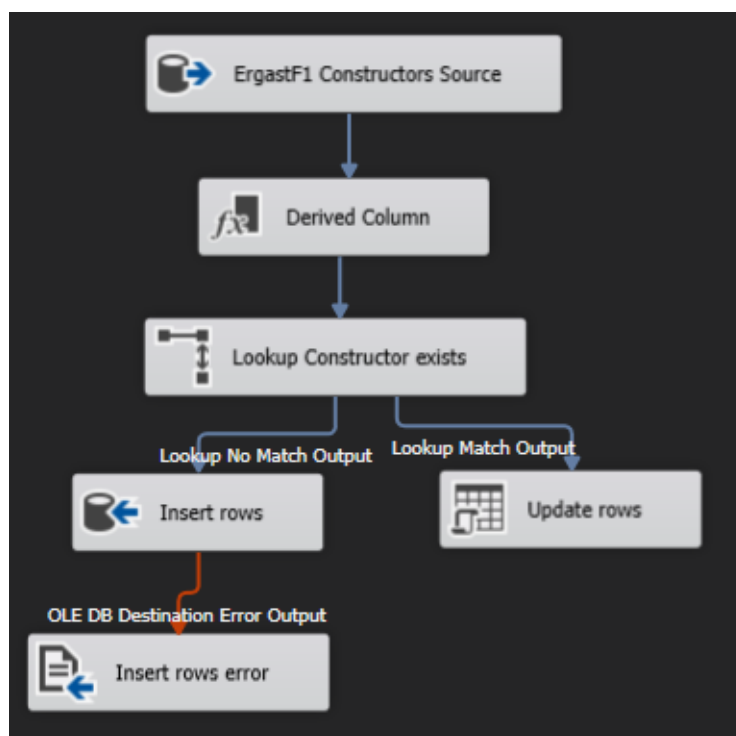 ErgastF1 Constructors Source
Derived Column
Lookup Constructor exists
Lookup No Match Output
Lookup Match Output
Insert rows
Update rows
OLE DB Destination Error Output
Insert rows error